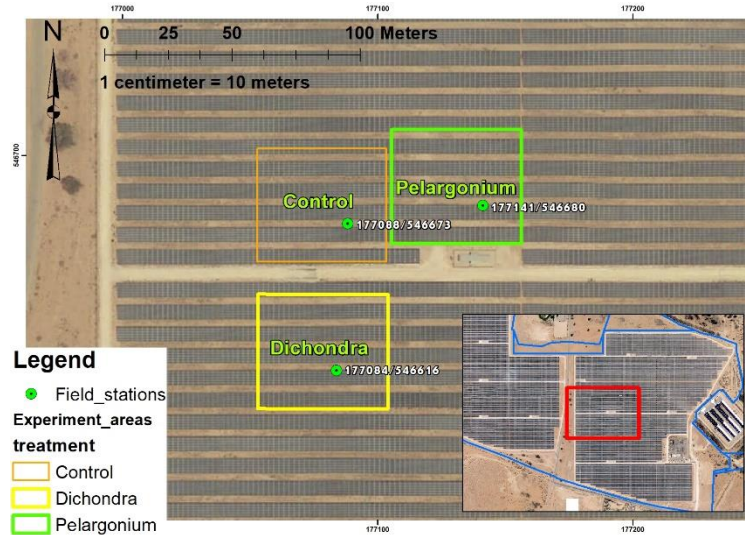 177000 177100 177200
N
0 25 50 100 Meters
1 centimeter = 10 meters
546700
Pelargonium
Control
177141/546680
177088/546673
Dichondra
177084/546616
Legend
Field_stations
Experiment_areas
treatment
Control
Dichondra
Pelargonium
177100 177200